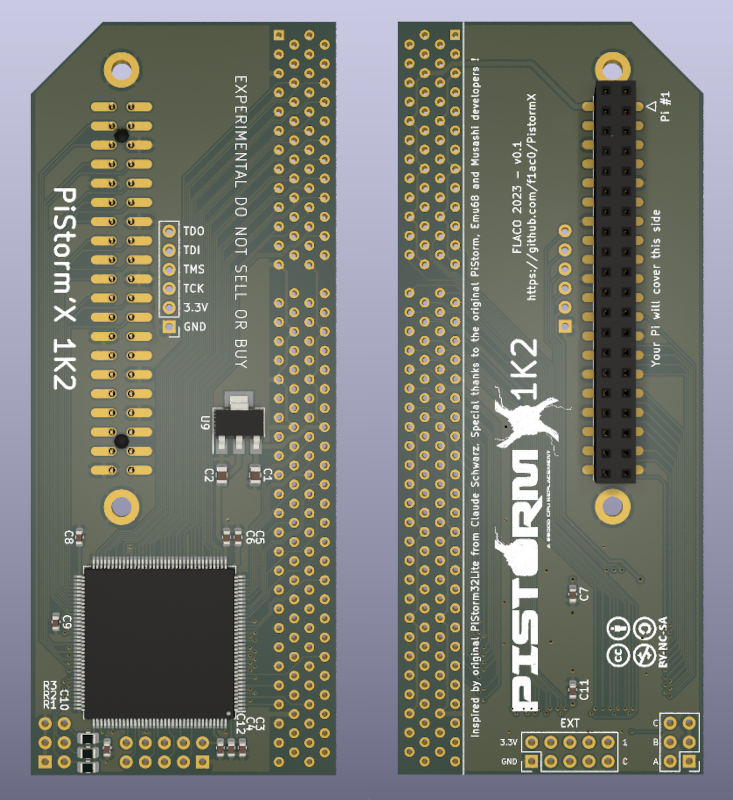 EXPERIMENTAL DO NOT SELL OR BUY
PiStorm'X 1K2
TDO
TDI
TMS
TCK
3.3V
GND
U9
C2
C1
C8
C6
C5
C9
C10
C12
C4
C3
Inspired by original PiStorm32Lite from Claude Schwarz. Special thanks to the original PiStorm, Emu68 and Musashi developers !
FLACO 2023 – v0.1
https://github.com/f1ac0/PistormX
Pi #1
Your Pi will cover this side
PISTORM X 1K2
A 68000 CPU REPLACEMENT
C7
C11
cc
BY-NC-SA
EXT
3.3V
1
GND
C
C
B
A